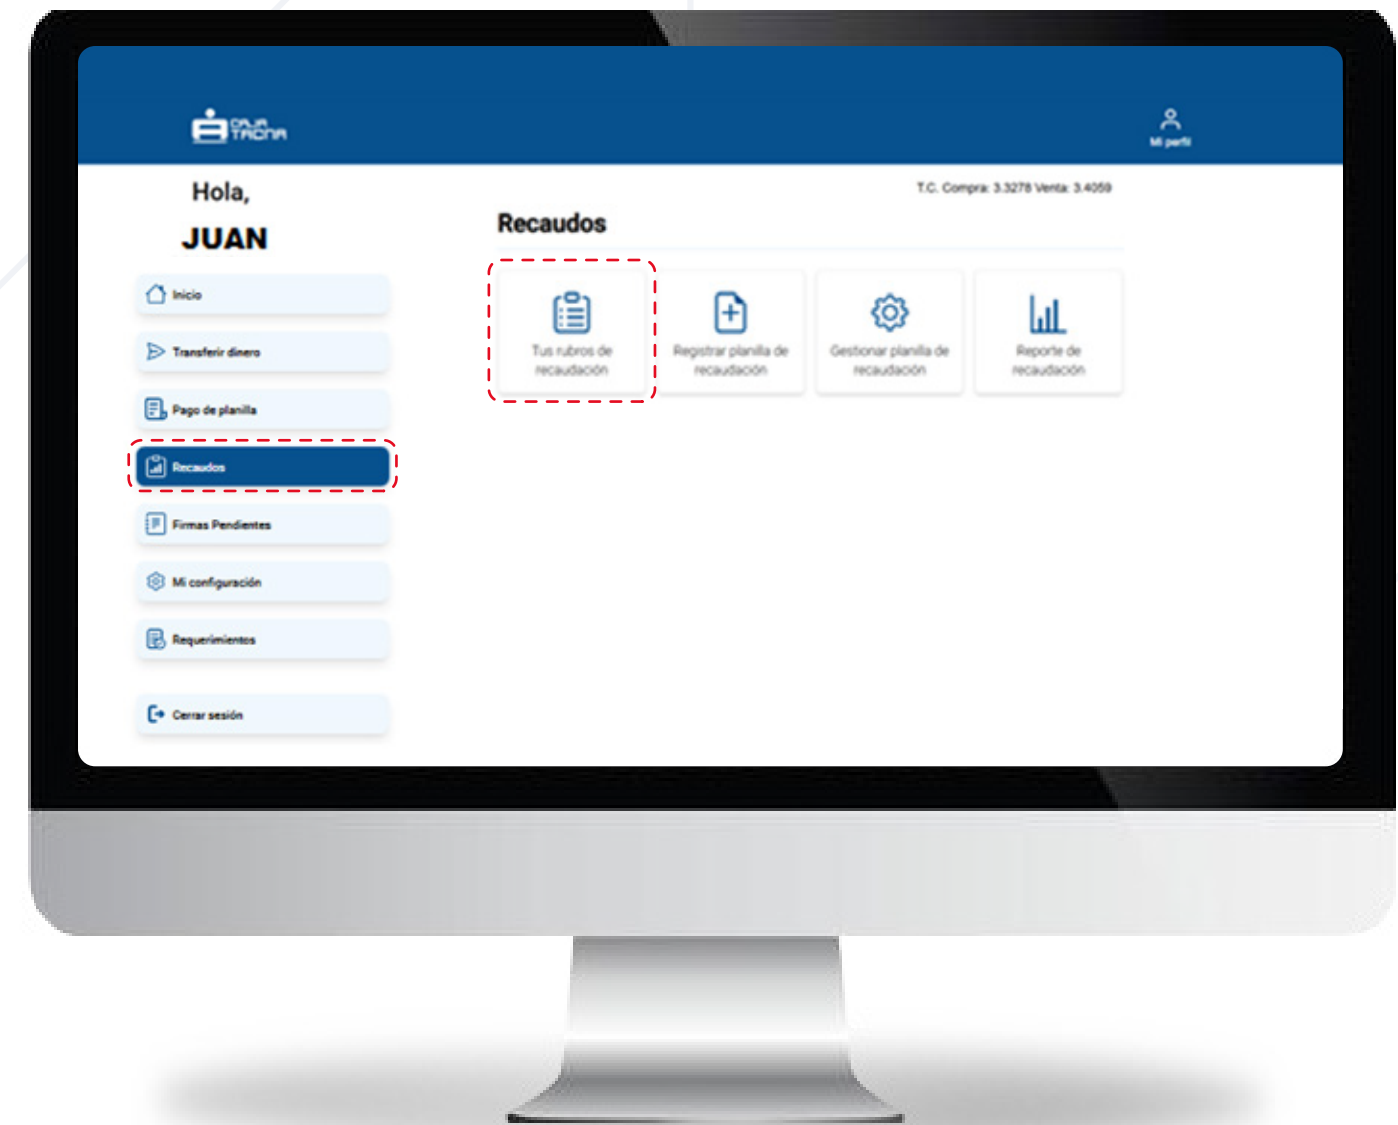 CAJA
TACNA
Mi perfil
Hola,
JUAN
T.C. Compra: 3.3278 Venta: 3.4059
Recaudos
Inicio
Transferir dinero
Pago de planilla
Recaudos
Firmas Pendientes
Mi configuración
Requerimientos
Cerrar sesión
Tus rubros de
recaudación
Registrar planilla de
recaudación
Gestionar planilla de
recaudación
Reporte de
recaudación